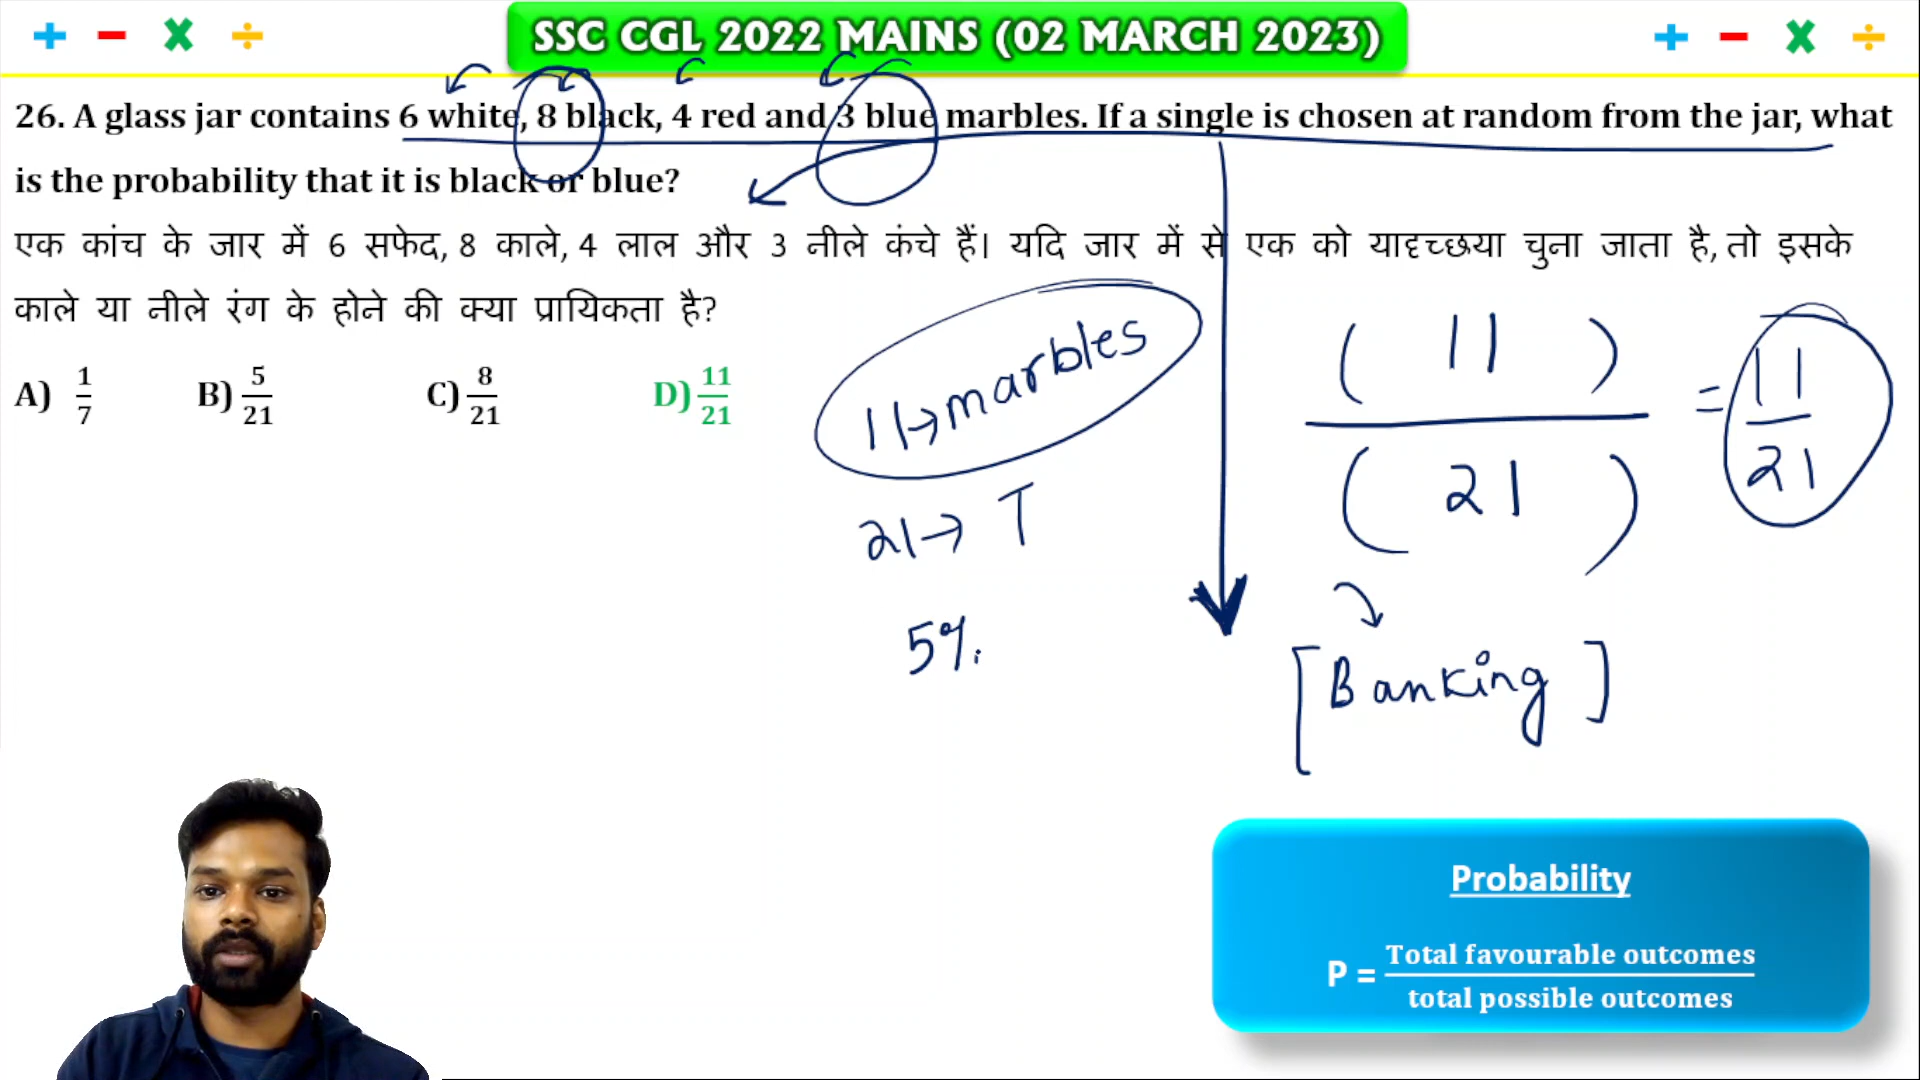 SSC CGL 2022 MAINS (02 MARCH 2023)
26. A glass jar contains 6 white, 8 black, 4 red and 3 blue marbles. If a single is chosen at random from the jar, what
is the probability that it is black or blue?
एक कांच के जार में 6 सफेद, 8 काले, 4 लाल और 3 नीले कंचे हैं। यदि जार में से एक को यादृच्छया चुना जाता है, तो इसके
काले या नीले रंग के होने की क्या प्रायिकता है?
A) 1/7 B) 5/21 C) 8/21 D) 11/21
11→marbles
21→ T
5%.
( 11 )
( 21 )
= 11/21
[Banking]
Probability
P = Total favourable outcomes
total possible outcomes